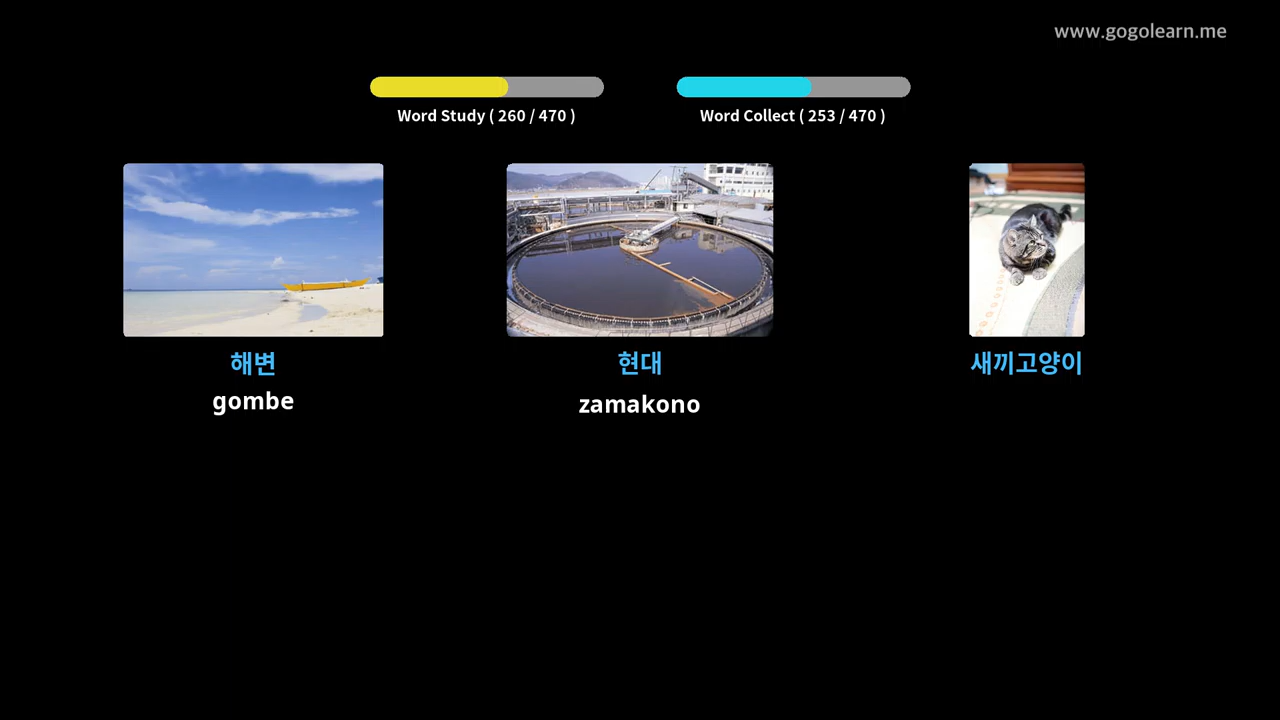 www.gogolearn.me
Word Study ( 260 / 470 )
Word Collect ( 253 / 470 )
해변
현대
새끼고양이
gombe
zamakono